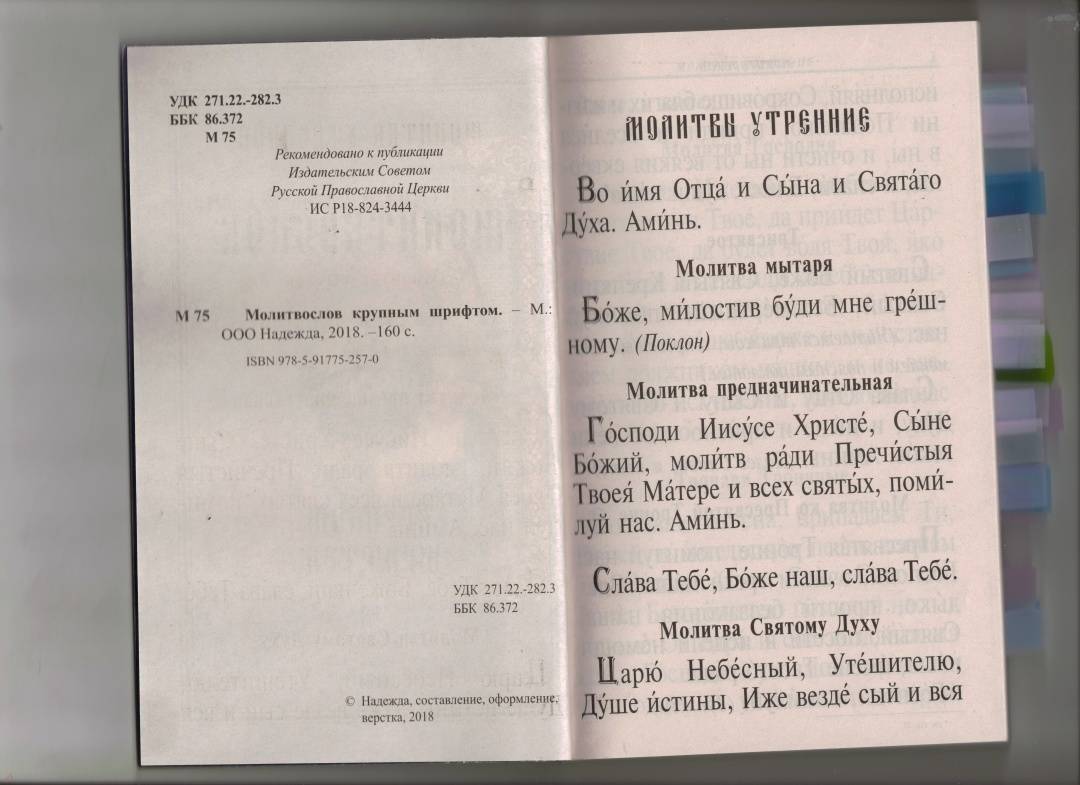 УДК 271.22.-282.3
ББК 86.372
М 75
Рекомендовано к публикации
Издательским Советом
Русской Православной Церкви
ИС Р18-824-3444
М 75 Молитвослов крупным шрифтом. – М.:
ООО Надежда, 2018. –160 с.
ISBN 978-5-91775-257-0
УДК 271.22.-282.3
ББК 86.372
© Надежда, составление, оформление,
верстка, 2018
МОЛИТВЫ УТРЕННИЕ
Во и́мя Отца́ и Сы́на и Свята́го
Ду́ха. Ами́нь.
Молитва мытаря
Бо́же, ми́лостив бу́ди мне гре́ш-
ному. (Поклон)
Молитва предначинательная
Го́споди Иису́се Христе́, Сы́не
Бо́жий, моли́тв ра́ди Пречи́стыя
Твоея́ Ма́тере и всех святы́х, поми́-
луй нас. Ами́нь.
Сла́ва Тебе́, Бо́же наш, сла́ва Тебе́.
Молитва Святому Духу
Царю́ Небе́сный, Уте́шителю,
Ду́ше и́стины, Иже везде́ сый и вся